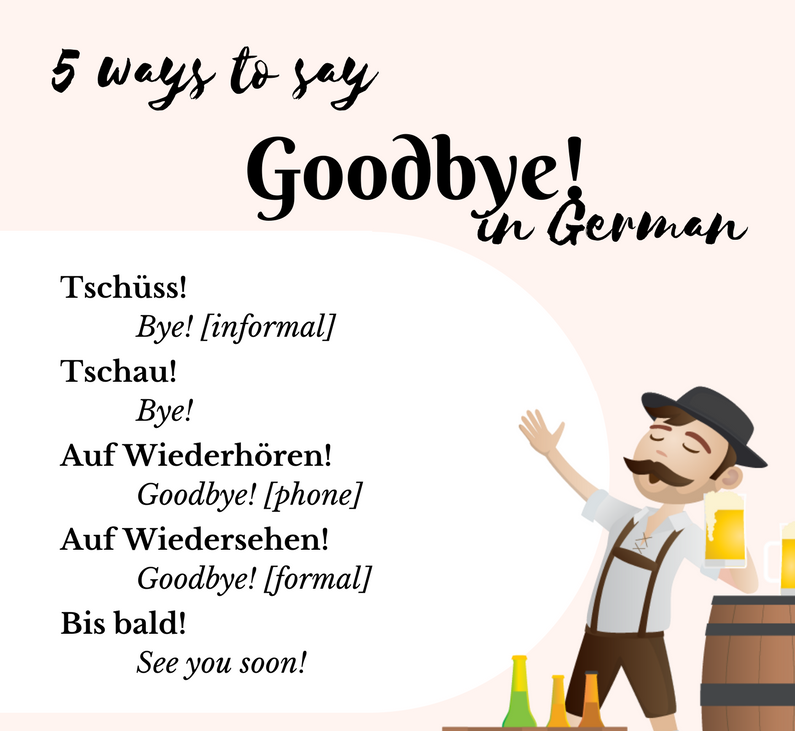 5 ways to say
Goodbye!
in German
Tschüss!
Bye! [informal]
Tschau!
Bye!
Auf Wiederhören!
Goodbye! [phone]
Auf Wiedersehen!
Goodbye! [formal]
Bis bald!
See you soon!